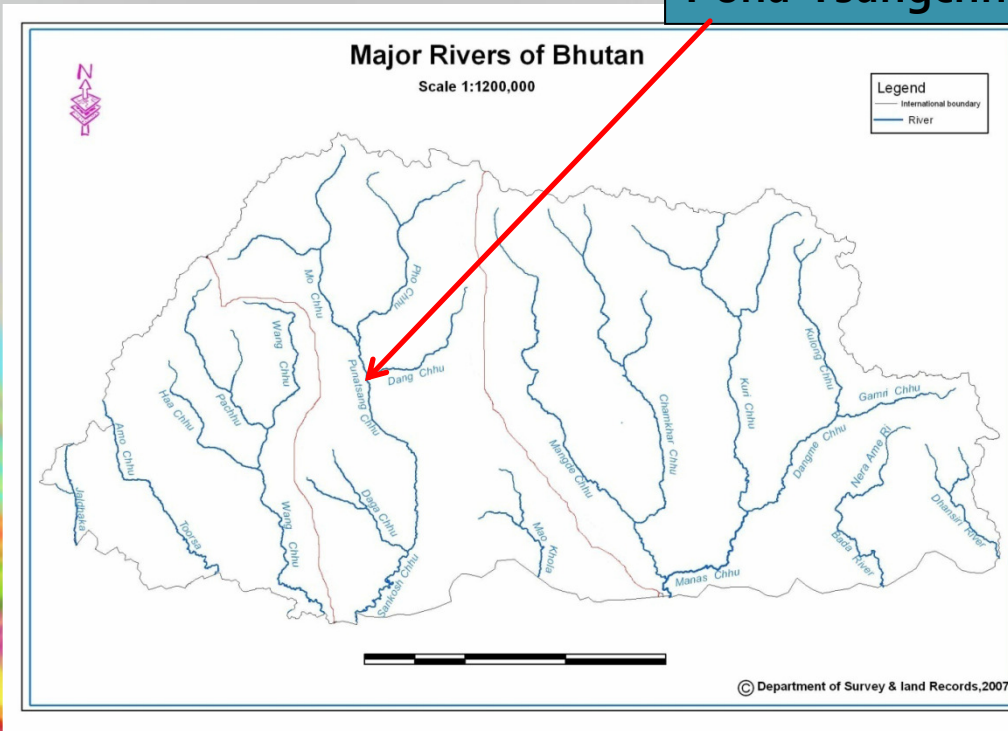 Major Rivers of Bhutan
Scale 1:1200,000
N
Legend
International boundary
River
Mo Chhu
Pho Chhu
Wang Chhu
Punatsang Chhu
Dang Chhu
Pachhu
Haa Chhu
Amo Chhu
Toorsa
Jaldhaka
Wang Chhu
Daga Chhu
Sankosh Chhu
Mao Khola
Mangde Chhu
Chamkhar Chhu
Kuri Chhu
Kulong Chhu
Gamri Chhu
Dangme Chhu
Nera Ame Ri
Bada River
Dhansiri River
Manas Chhu
© Department of Survey & land Records,2007